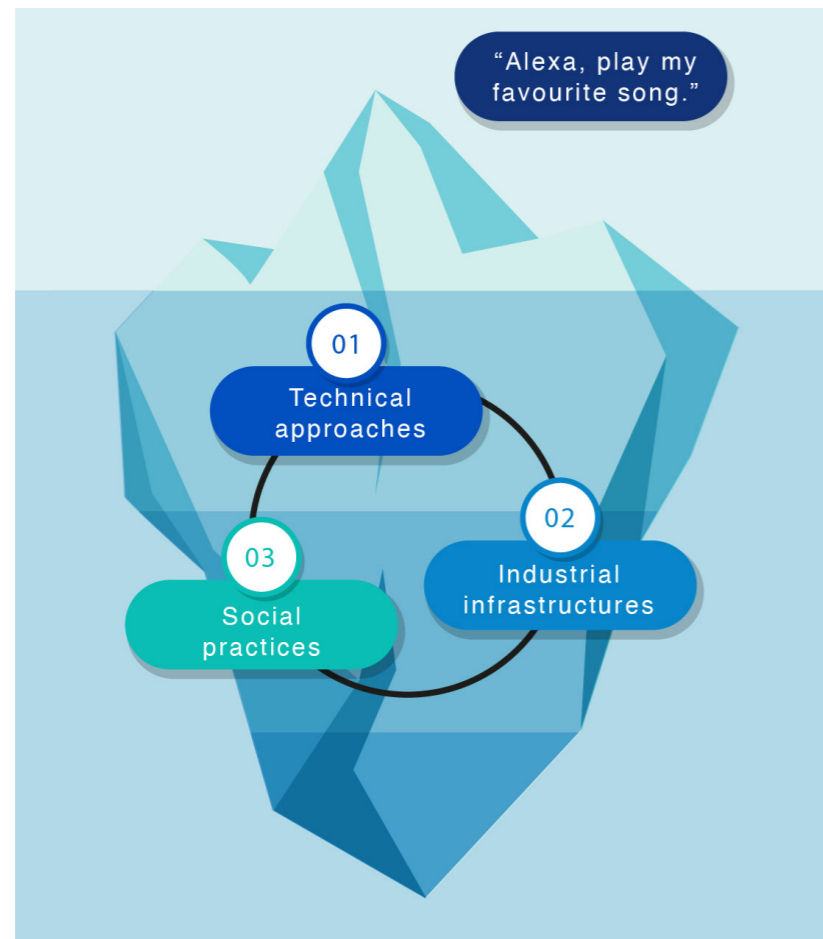 “Alexa, play my
favourite song.”
01
Technical
approaches
02
Industrial
infrastructures
03
Social
practices